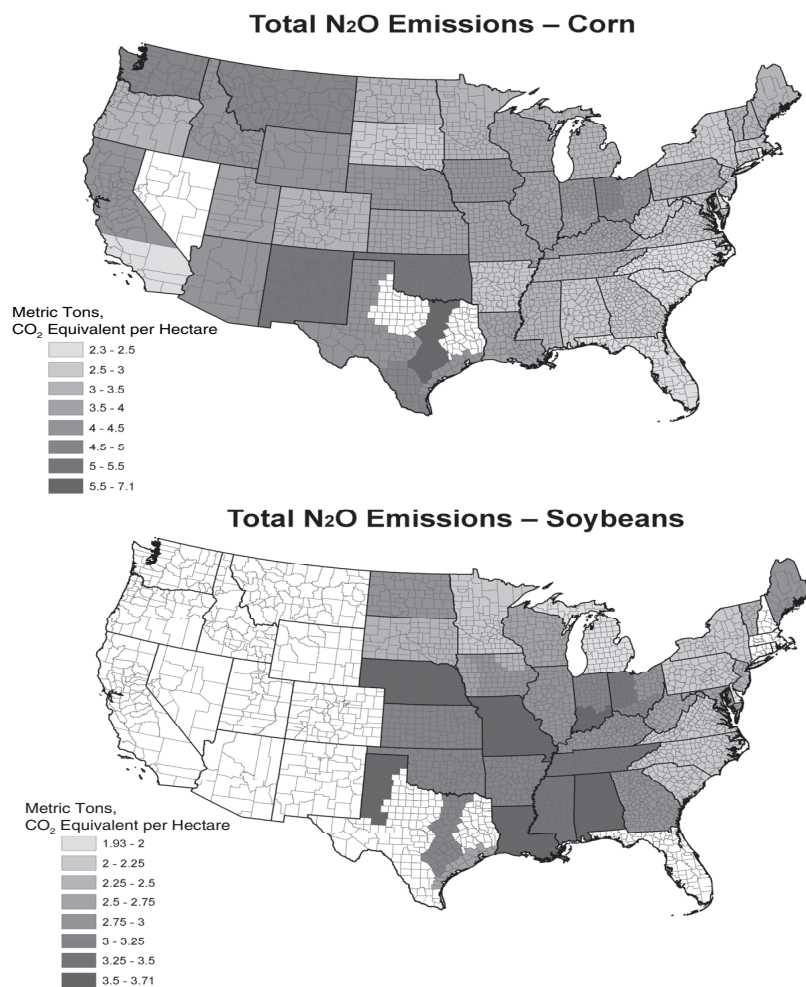 Total N2O Emissions – Corn
Metric Tons,
CO2 Equivalent per Hectare
2.3 - 2.5
2.5 - 3
3 - 3.5
3.5 - 4
4 - 4.5
4.5 - 5
5 - 5.5
5.5 - 7.1
Total N2O Emissions – Soybeans
Metric Tons,
CO2 Equivalent per Hectare
1.93 - 2
2 - 2.25
2.25 - 2.5
2.5 - 2.75
2.75 - 3
3 - 3.25
3.25 - 3.5
3.5 - 3.71